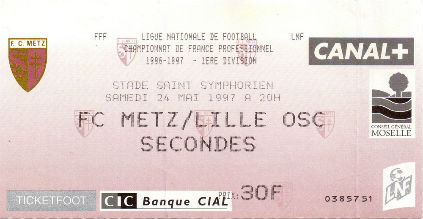 F.C. METZ
FFF LIGUE NATIONALE DE FOOTBALL LNF
CHAMPIONNAT DE FRANCE PROFESSIONNEL
1996-1997 - 1ERE DIVISION
CANAL+
STADE SAINT SYMPHORIEN
SAMEDI 24 MAI 1997 A 20H
FC METZ/LILLE OSC
SECONDES
CONSEIL GENERAL
MOSELLE
TICKETFOOT
CIC Banque CIAL
PRIX: 30F
0385751
LNF